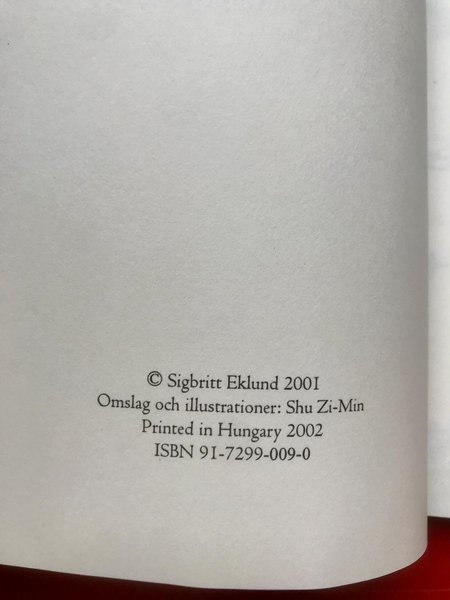 © Sigbritt Eklund 2001
Omslag och illustrationer: Shu Zi-Min
Printed in Hungary 2002
ISBN 91-7299-009-0